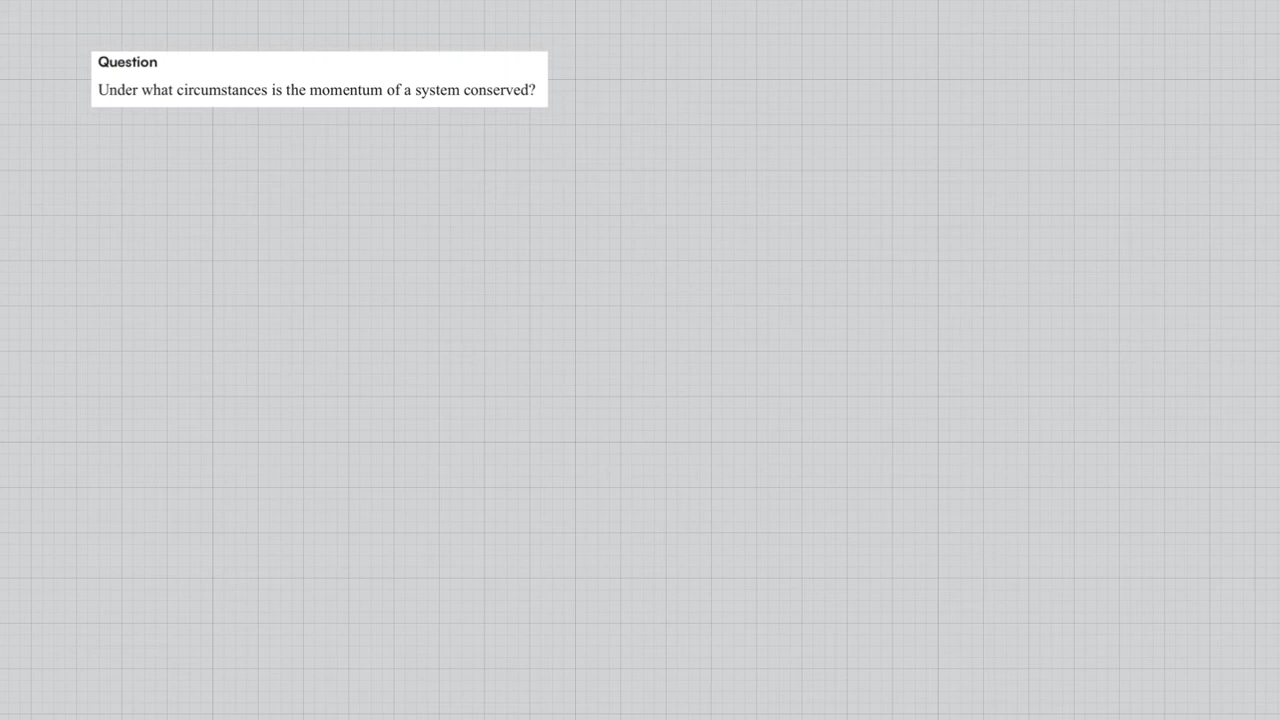 Question
Under what circumstances is the momentum of a system conserved?